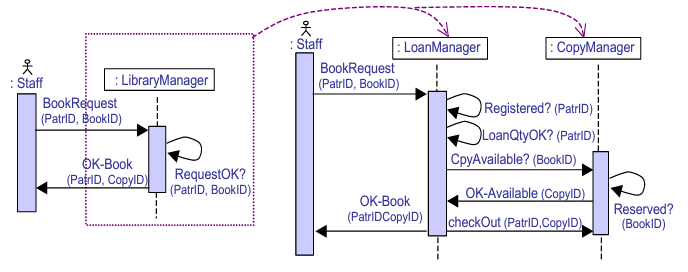 : Staff
: LibraryManager
BookRequest
(PatrID, BookID)
RequestOK?
(PatrID, BookID)
OK-Book
(PatrID, CopyID)
: Staff
: LoanManager
: CopyManager
BookRequest
(PatrID, BookID)
Registered? (PatrID)
LoanQtyOK? (PatrID)
CpyAvailable? (BookID)
OK-Available (CopyID)
Reserved?
(BookID)
OK-Book
(PatrIDCopyID)
checkOut (PatrID,CopyID)